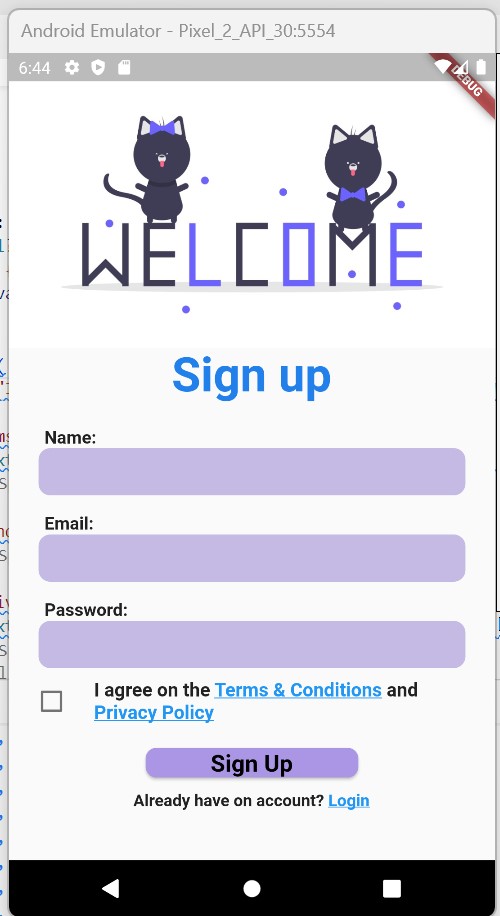 Android Emulator - Pixel_2_API_30:5554
6:44
DEBUG
WELCOME
Sign up
Name:
Email:
Password:
I agree on the Terms & Conditions and
Privacy Policy
Sign Up
Already have on account? Login